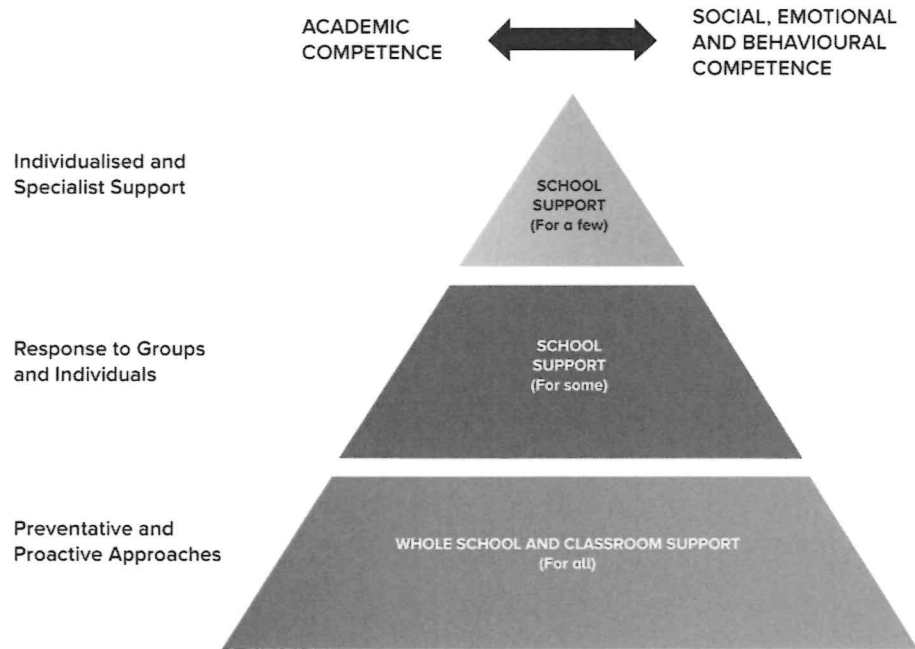 ACADEMIC
COMPETENCE
SOCIAL, EMOTIONAL
AND BEHAVIOURAL
COMPETENCE
Individualised and
Specialist Support
SCHOOL
SUPPORT
(For a few)
Response to Groups
and Individuals
SCHOOL
SUPPORT
(For some)
Preventative and
Proactive Approaches
WHOLE SCHOOL AND CLASSROOM SUPPORT
(For all)